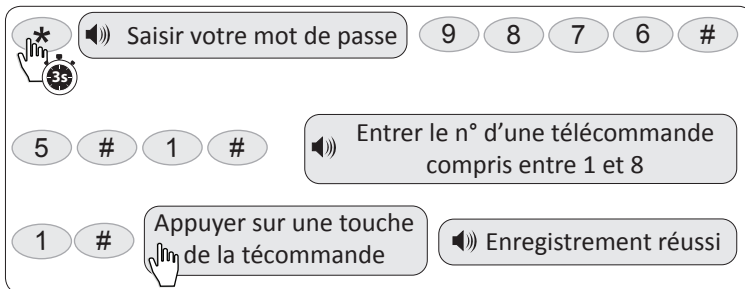 * Saisir votre mot de passe 9 8 7 6 #
3s
5 # 1 # Entrer le n° d'une télécommande
compris entre 1 et 8
1 # Appuyer sur une touche
de la técommande
Enregistrement réussi